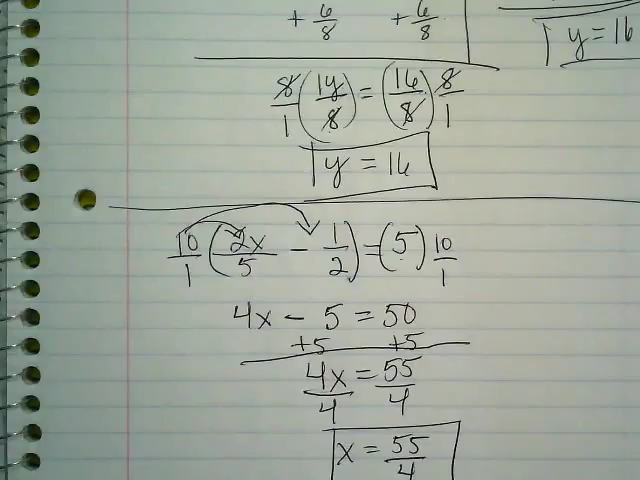 + 6/8 + 6/8
y = 16
8/1 (1y/8) = (16/8) 8/1
y = 16
10/1 (2x/5 - 1/2) = (5) 10/1
4x - 5 = 50
+5 +5
4x/4 = 55/4
x = 55/4